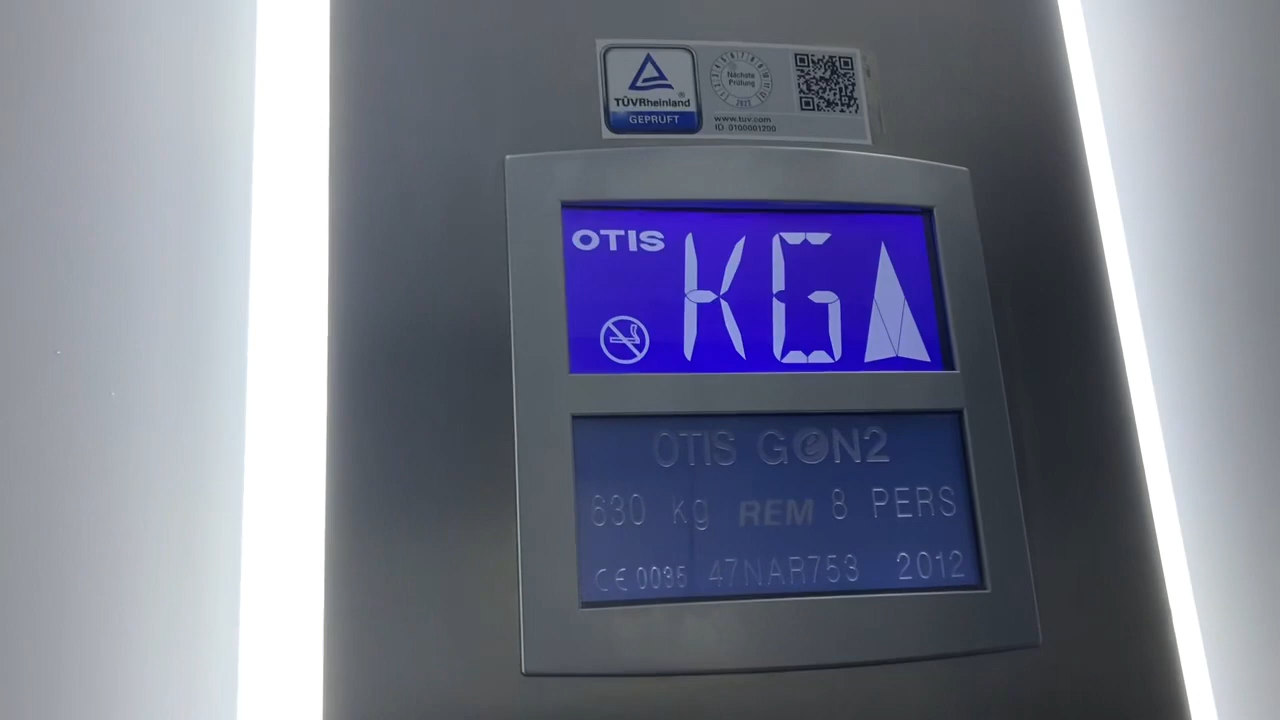 TÜVRheinland®
GEPRÜFT
Nächste
Prüfung
www.tuv.com
ID 0100001200
OTIS
KG
OTIS GeN2
630 kg REM 8 PERS
CE 0035 47NAR753 2012